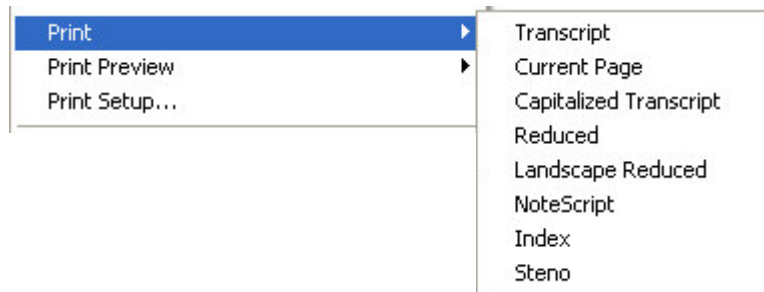 Print
Print Preview
Print Setup...
Transcript
Current Page
Capitalized Transcript
Reduced
Landscape Reduced
NoteScript
Index
Steno